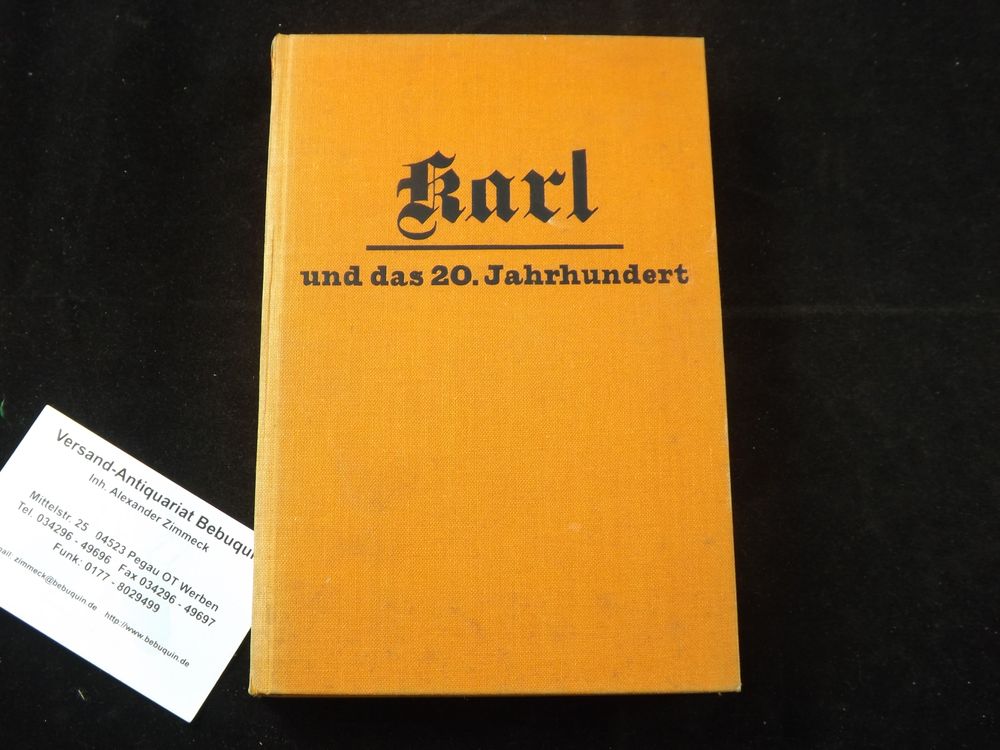 Karl
und das 20. Jahrhundert
Versand-Antiquariat Bebuquin
Inh. Alexander Zimmeck
Mittelstr. 25 04523 Pegau OT Werben
Tel. 034296 - 49696 Fax 034296 - 49697
Funk: 0177 - 8029499
mail: zimmeck@bebuquin.de http://www.bebuquin.de